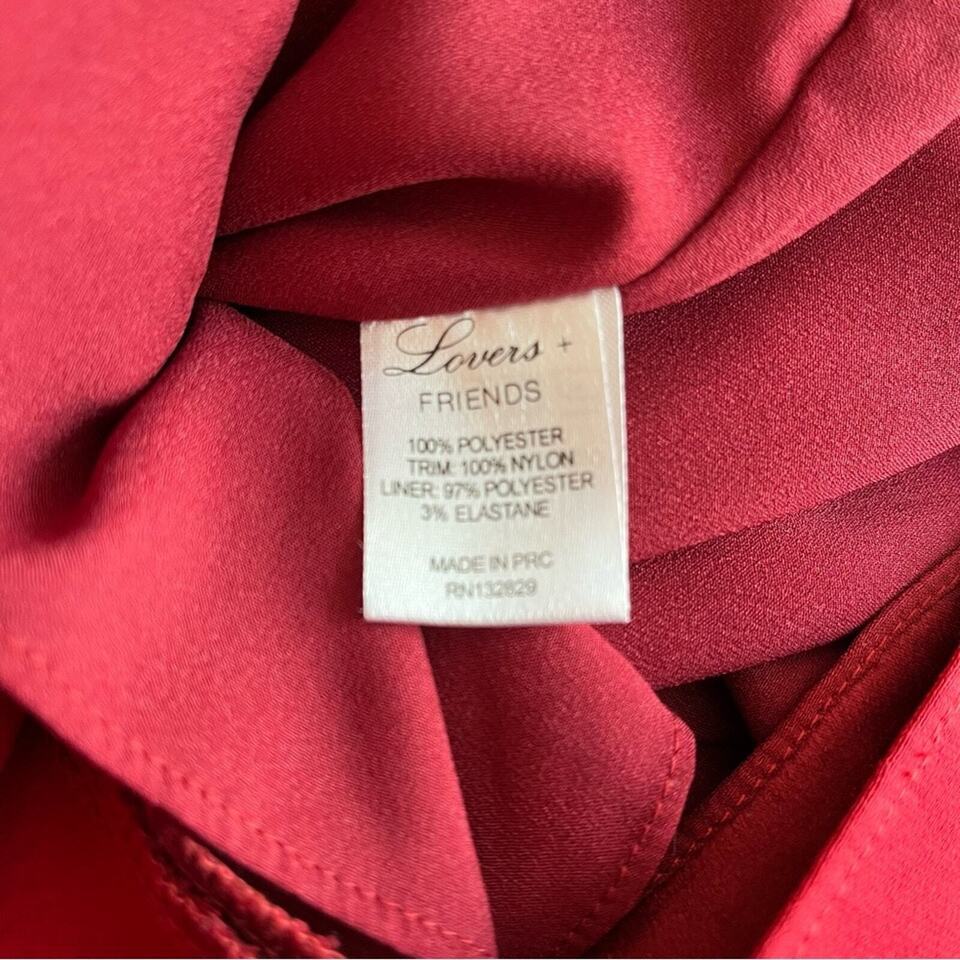 Lovers +
FRIENDS
100% POLYESTER
TRIM: 100% NYLON
LINER: 97% POLYESTER
3% ELASTANE
MADE IN PRC
RN132829